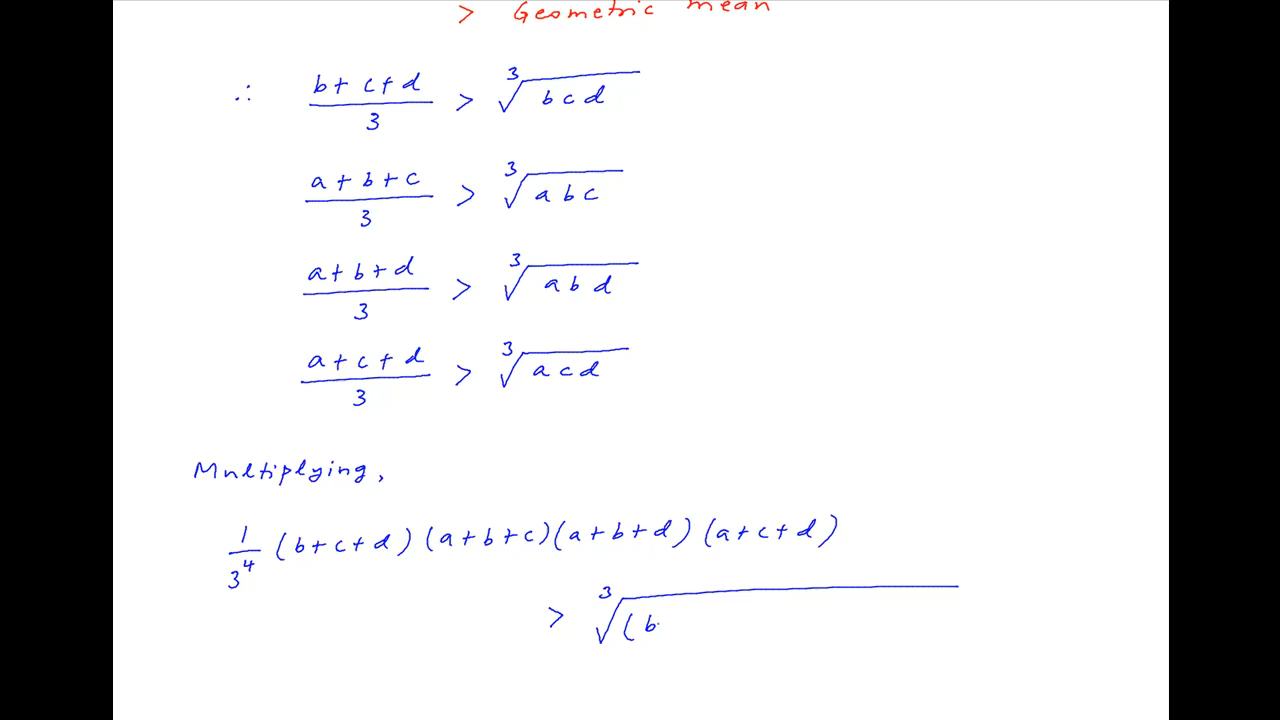 > Geometric mean
∴ (b+c+d)/3 > ∛(bcd)
(a+b+c)/3 > ∛(abc)
(a+b+d)/3 > ∛(abd)
(a+c+d)/3 > ∛(acd)
Multiplying,
1/3⁴ (b+c+d)(a+b+c)(a+b+d)(a+c+d)
> ∛(b